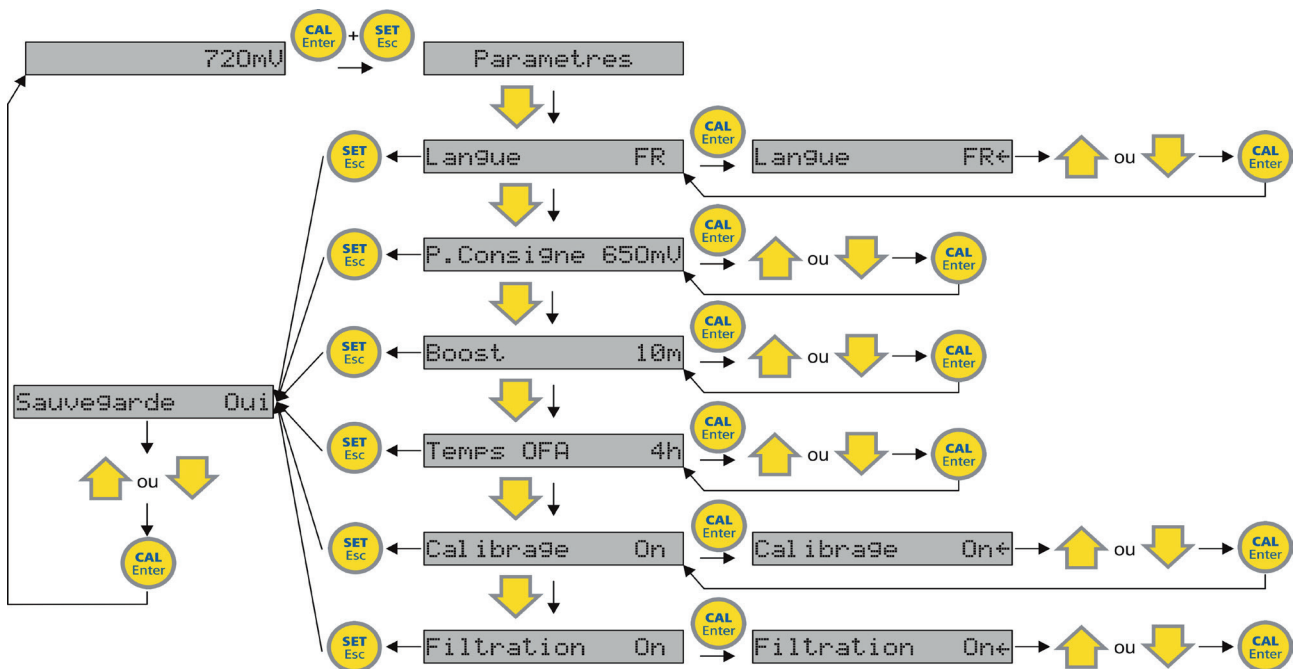 720mV
CAL
Enter
+
SET
Esc
Parametres
SET
Esc
Langue FR
CAL
Enter
Langue FR←
ou
CAL
Enter
SET
Esc
P.Consigne 650mV
CAL
Enter
ou
CAL
Enter
SET
Esc
Boost 10m
CAL
Enter
ou
CAL
Enter
Sauvegarde Oui
ou
CAL
Enter
SET
Esc
Temps OFA 4h
CAL
Enter
ou
CAL
Enter
SET
Esc
Calibrage On
CAL
Enter
Calibrage On←
ou
CAL
Enter
SET
Esc
Filtration On
CAL
Enter
Filtration On←
ou
CAL
Enter